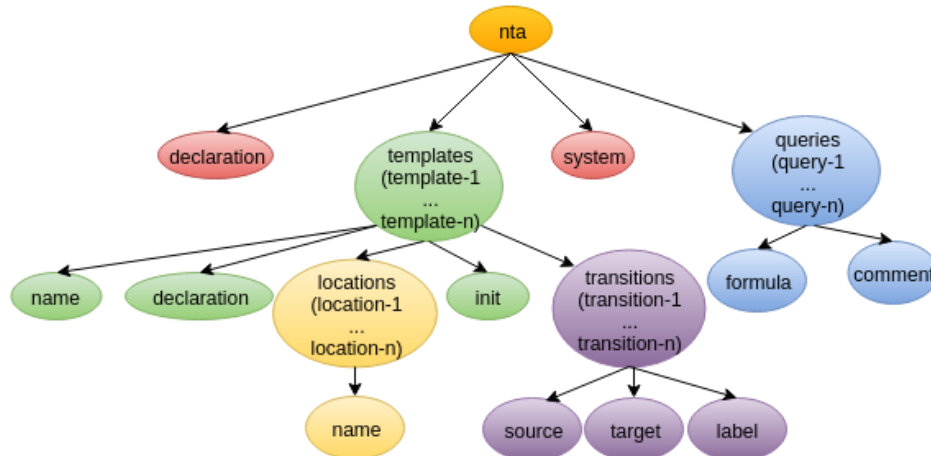 nta
declaration
templates
(template-1
...
template-n)
system
queries
(query-1
...
query-n)
name
declaration
locations
(location-1
...
location-n)
init
transitions
(transition-1
...
transition-n)
formula
comment
name
source
target
label